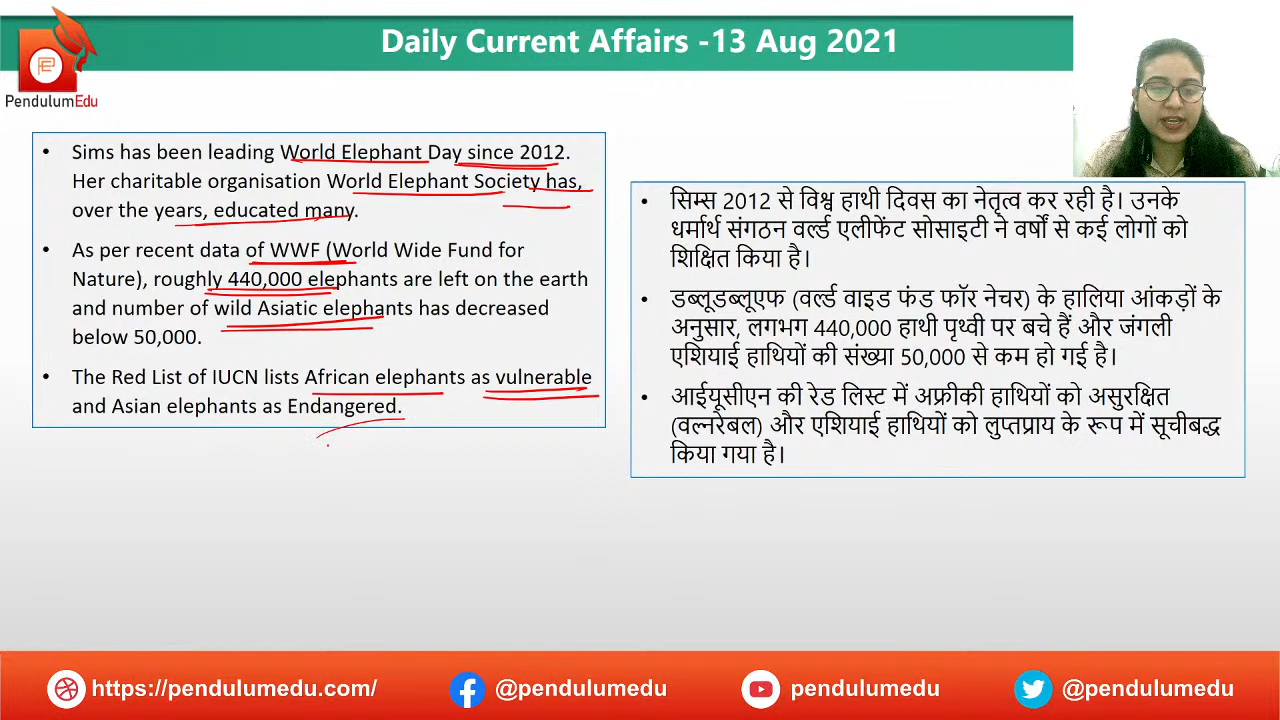 Daily Current Affairs -13 Aug 2021
PendulumEdu
• Sims has been leading World Elephant Day since 2012.
Her charitable organisation World Elephant Society has,
over the years, educated many.
• As per recent data of WWF (World Wide Fund for
Nature), roughly 440,000 elephants are left on the earth
and number of wild Asiatic elephants has decreased
below 50,000.
• The Red List of IUCN lists African elephants as vulnerable
and Asian elephants as Endangered.
• सिम्स 2012 से विश्व हाथी दिवस का नेतृत्व कर रही है। उनके
धर्मार्थ संगठन वर्ल्ड एलीफेंट सोसाइटी ने वर्षों से कई लोगों को
शिक्षित किया है।
• डब्लूडब्लूएफ (वर्ल्ड वाइड फंड फॉर नेचर) के हालिया आंकड़ों के
अनुसार, लगभग 440,000 हाथी पृथ्वी पर बचे हैं और जंगली
एशियाई हाथियों की संख्या 50,000 से कम हो गई है।
• आईयूसीएन की रेड लिस्ट में अफ्रीकी हाथियों को असुरक्षित
(वल्नरेबल) और एशियाई हाथियों को लुप्तप्राय के रूप में सूचीबद्ध
किया गया है।
https://pendulumedu.com/
@pendulumedu
pendulumedu
@pendulumedu